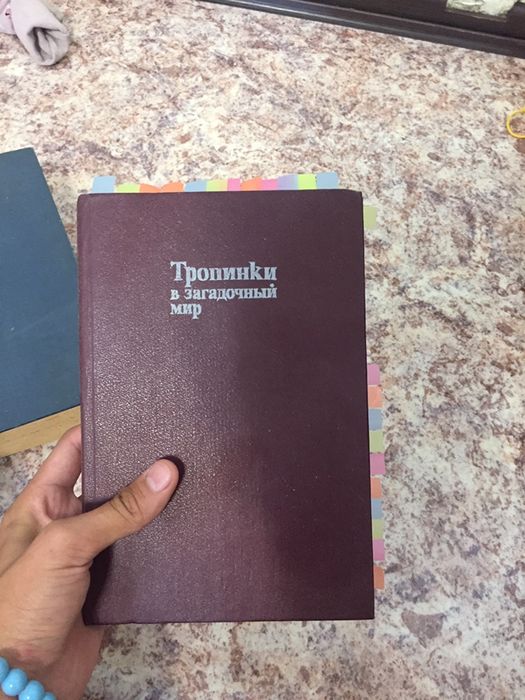 Тропинки
в загадочный
мир